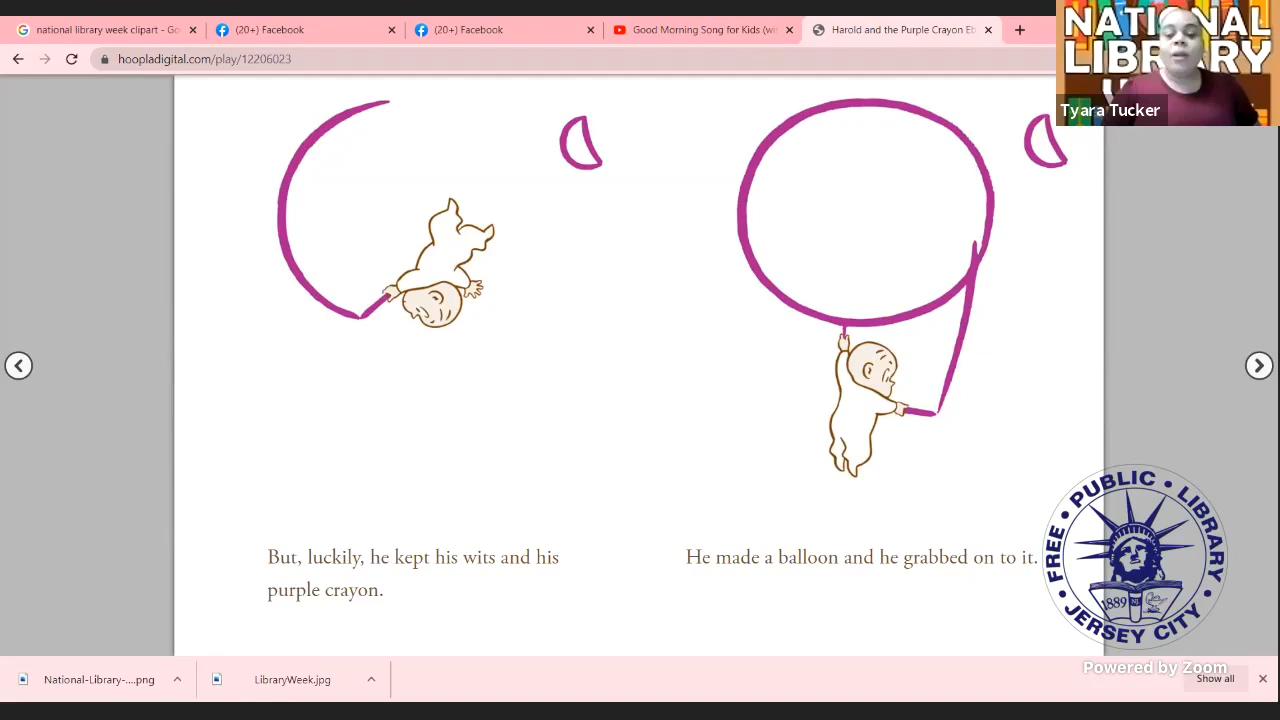 national library week clipart - Go
(20+) Facebook
(20+) Facebook
Good Morning Song for Kids (wi
Harold and the Purple Crayon Eb
hoopladigital.com/play/12206023
NATIONAL
LIBRARY
Tyara Tucker
But, luckily, he kept his wits and his
purple crayon.
He made a balloon and he grabbed on to it.
FREE • PUBLIC • LIBRARY
1889
JERSEY CITY
Powered by Zoom
National-Library-....png
LibraryWeek.jpg
Show all